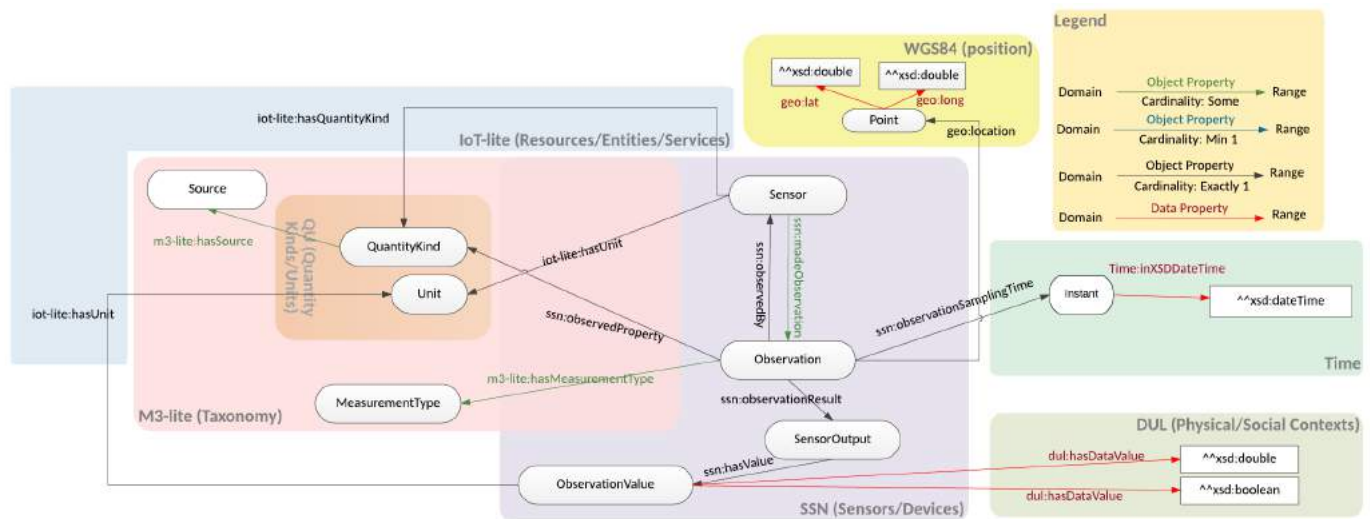 WGS84 (position)
^^xsd:double
^^xsd:double
geo:lat
geo:long
Point
geo:location
Legend
Domain
Object Property
Cardinality: Some
Range
Domain
Object Property
Cardinality: Min 1
Range
Domain
Object Property
Cardinality: Exactly 1
Range
Domain
Data Property
Range
iot-lite:hasQuantityKind
IoT-lite (Resources/Entities/Services)
Source
m3-lite:hasSource
QU (Quantity
Kinds/Units)
QuantityKind
Unit
iot-lite:hasUnit
iot-lite:hasUnit
Sensor
ssn:observedBy
ssn:madeObservation
ssn:observedProperty
Observation
ssn:observationSamplingTime
Instant
Time:inXSDDateTime
^^xsd:dateTime
Time
m3-lite:hasMeasurementType
MeasurementType
M3-lite (Taxonomy)
ssn:observationResult
SensorOutput
ssn:hasValue
ObservationValue
SSN (Sensors/Devices)
DUL (Physical/Social Contexts)
dul:hasDataValue
^^xsd:double
dul:hasDataValue
^^xsd:boolean